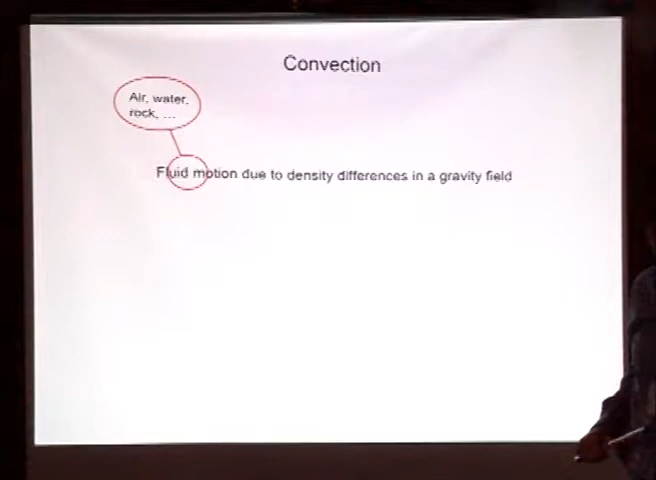 Convection
Air, water,
rock, ...
Fluid motion due to density differences in a gravity field